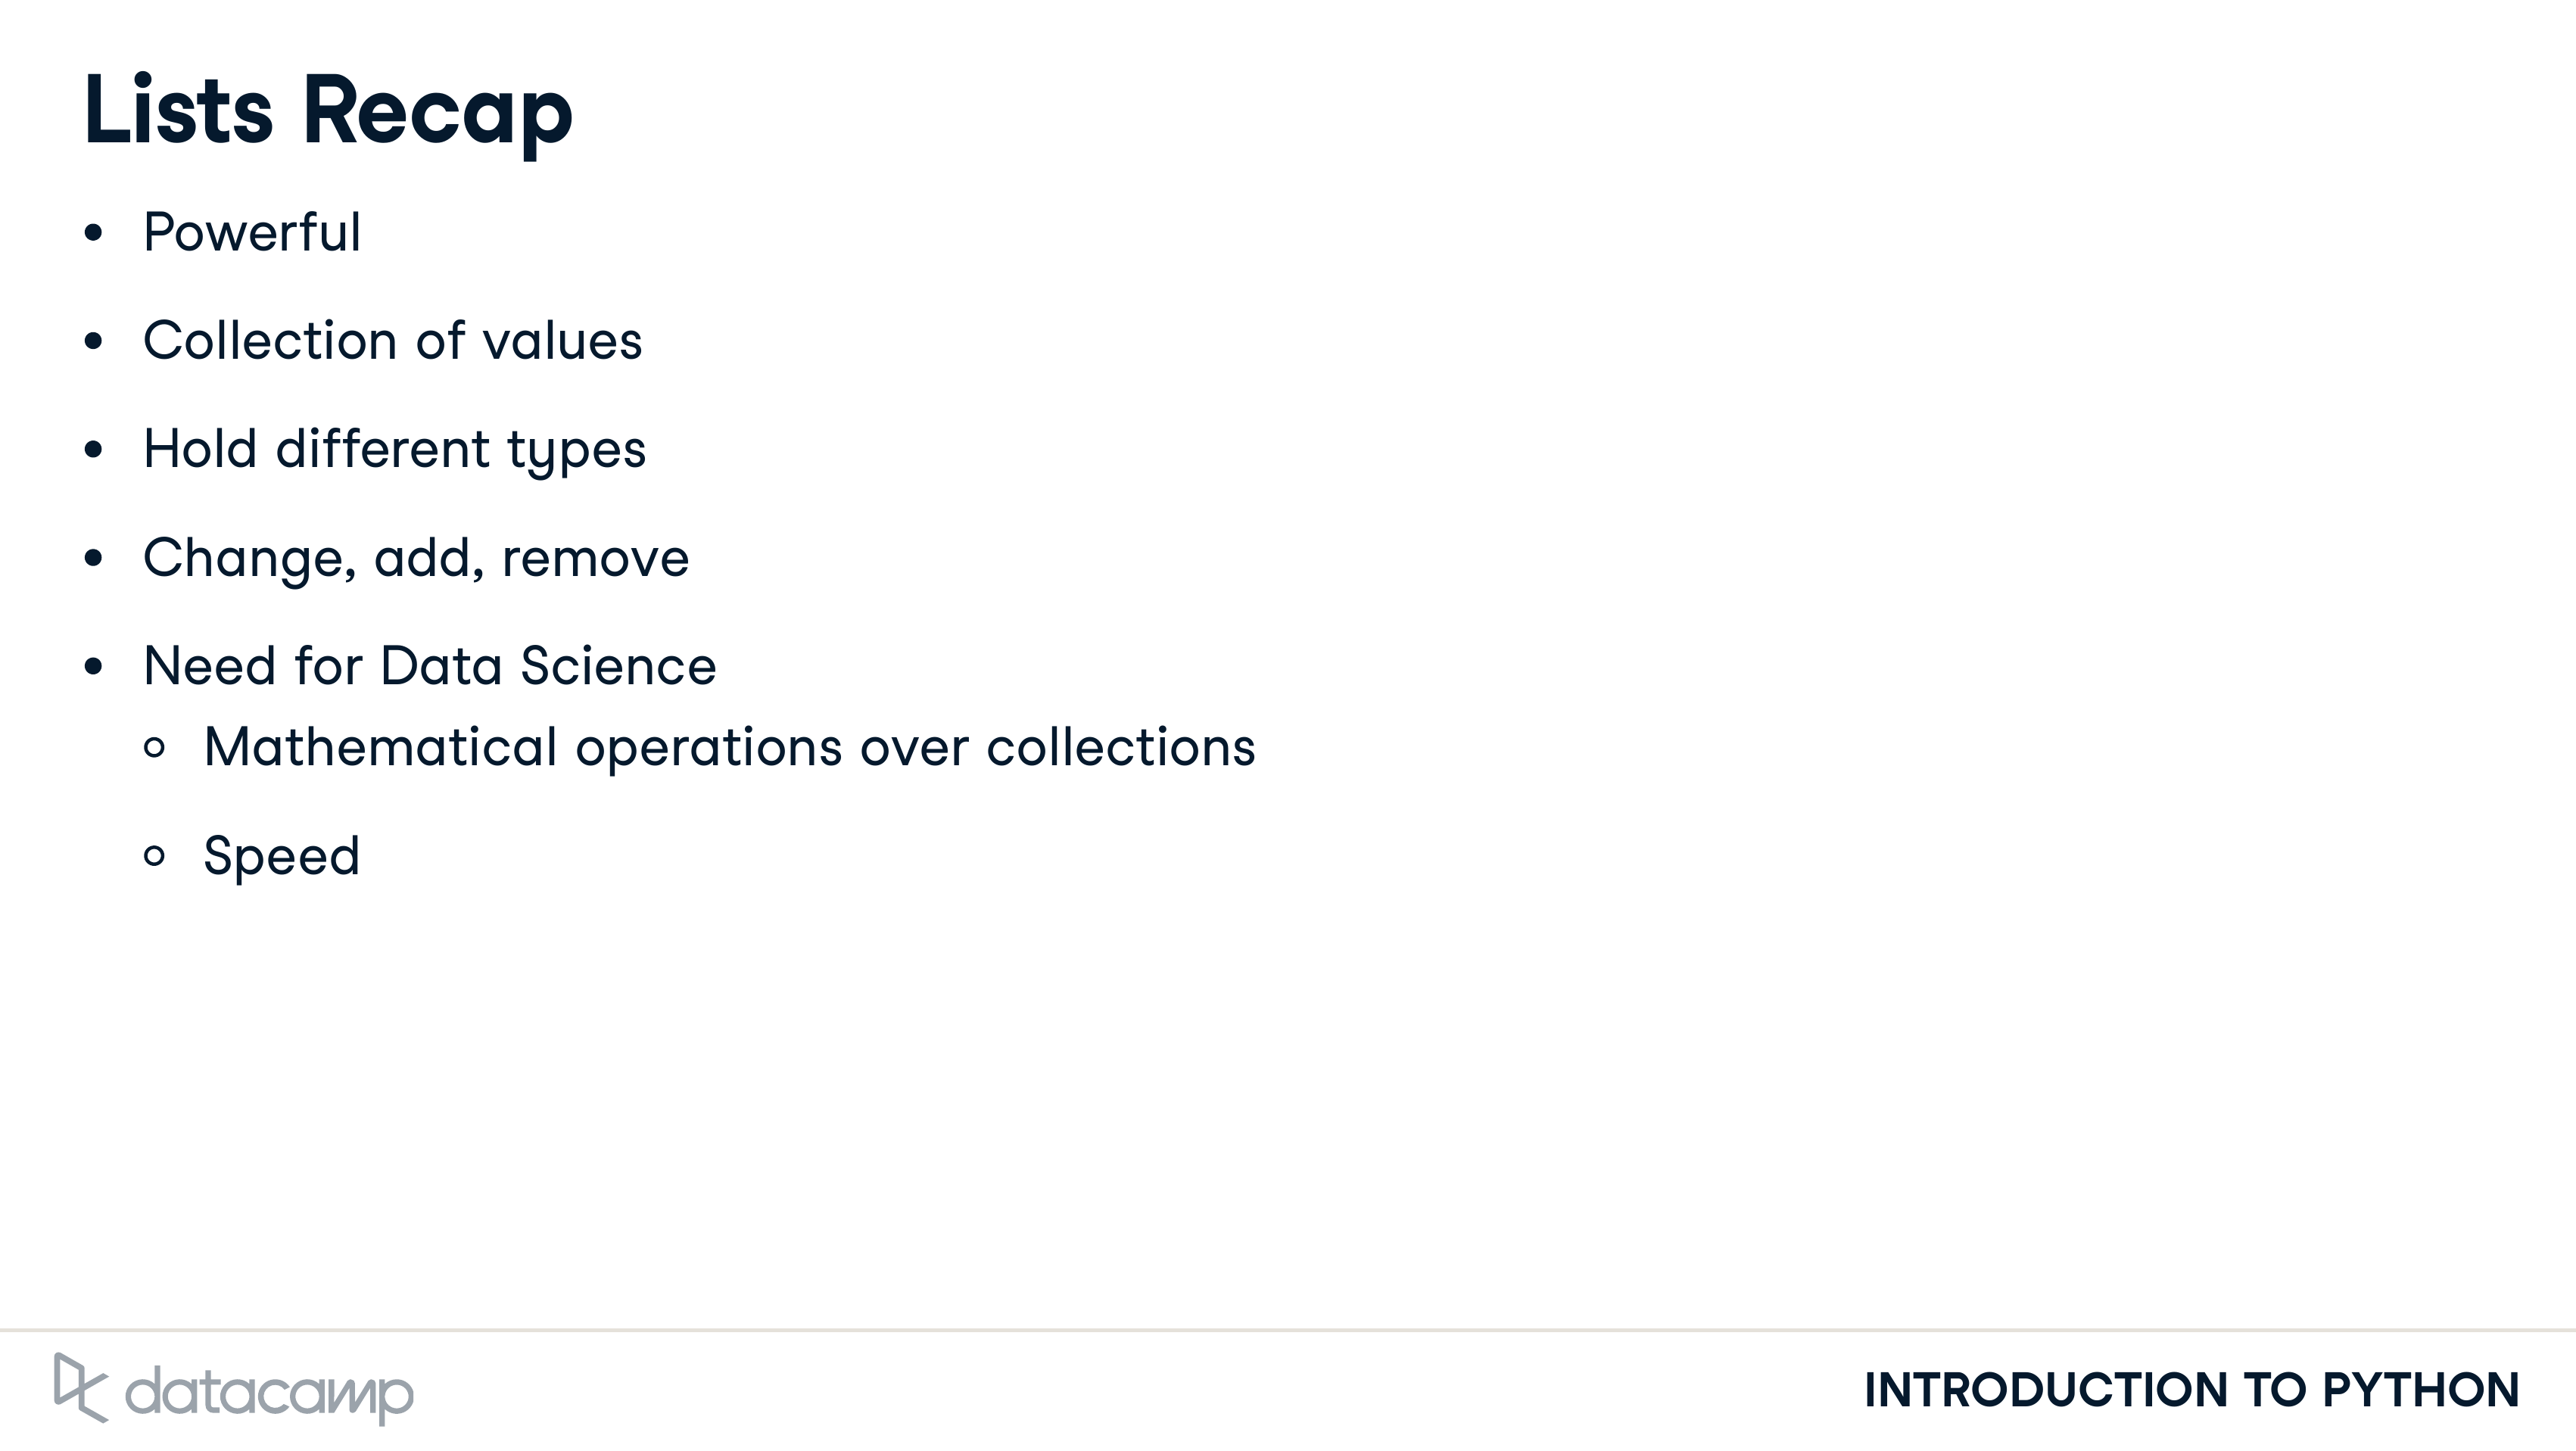 Lists Recap
• Powerful
• Collection of values
• Hold different types
• Change, add, remove
• Need for Data Science
○ Mathematical operations over collections
○ Speed
datacamp
INTRODUCTION TO PYTHON